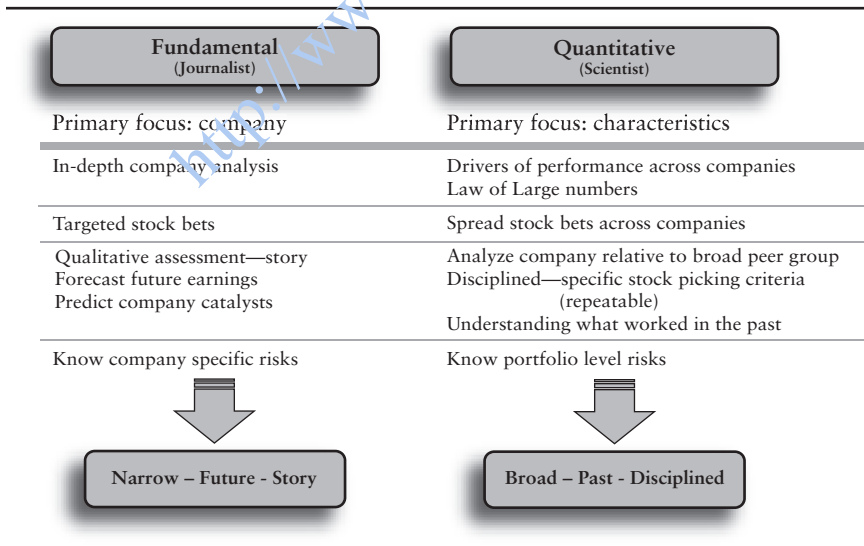 Fundamental
(Journalist)
Primary focus: company
In-depth company analysis
Targeted stock bets
Qualitative assessment—story
Forecast future earnings
Predict company catalysts
Know company specific risks
Narrow – Future - Story
Quantitative
(Scientist)
Primary focus: characteristics
Drivers of performance across companies
Law of Large numbers
Spread stock bets across companies
Analyze company relative to broad peer group
Disciplined—specific stock picking criteria
(repeatable)
Understanding what worked in the past
Know portfolio level risks
Broad – Past - Disciplined
http://ww